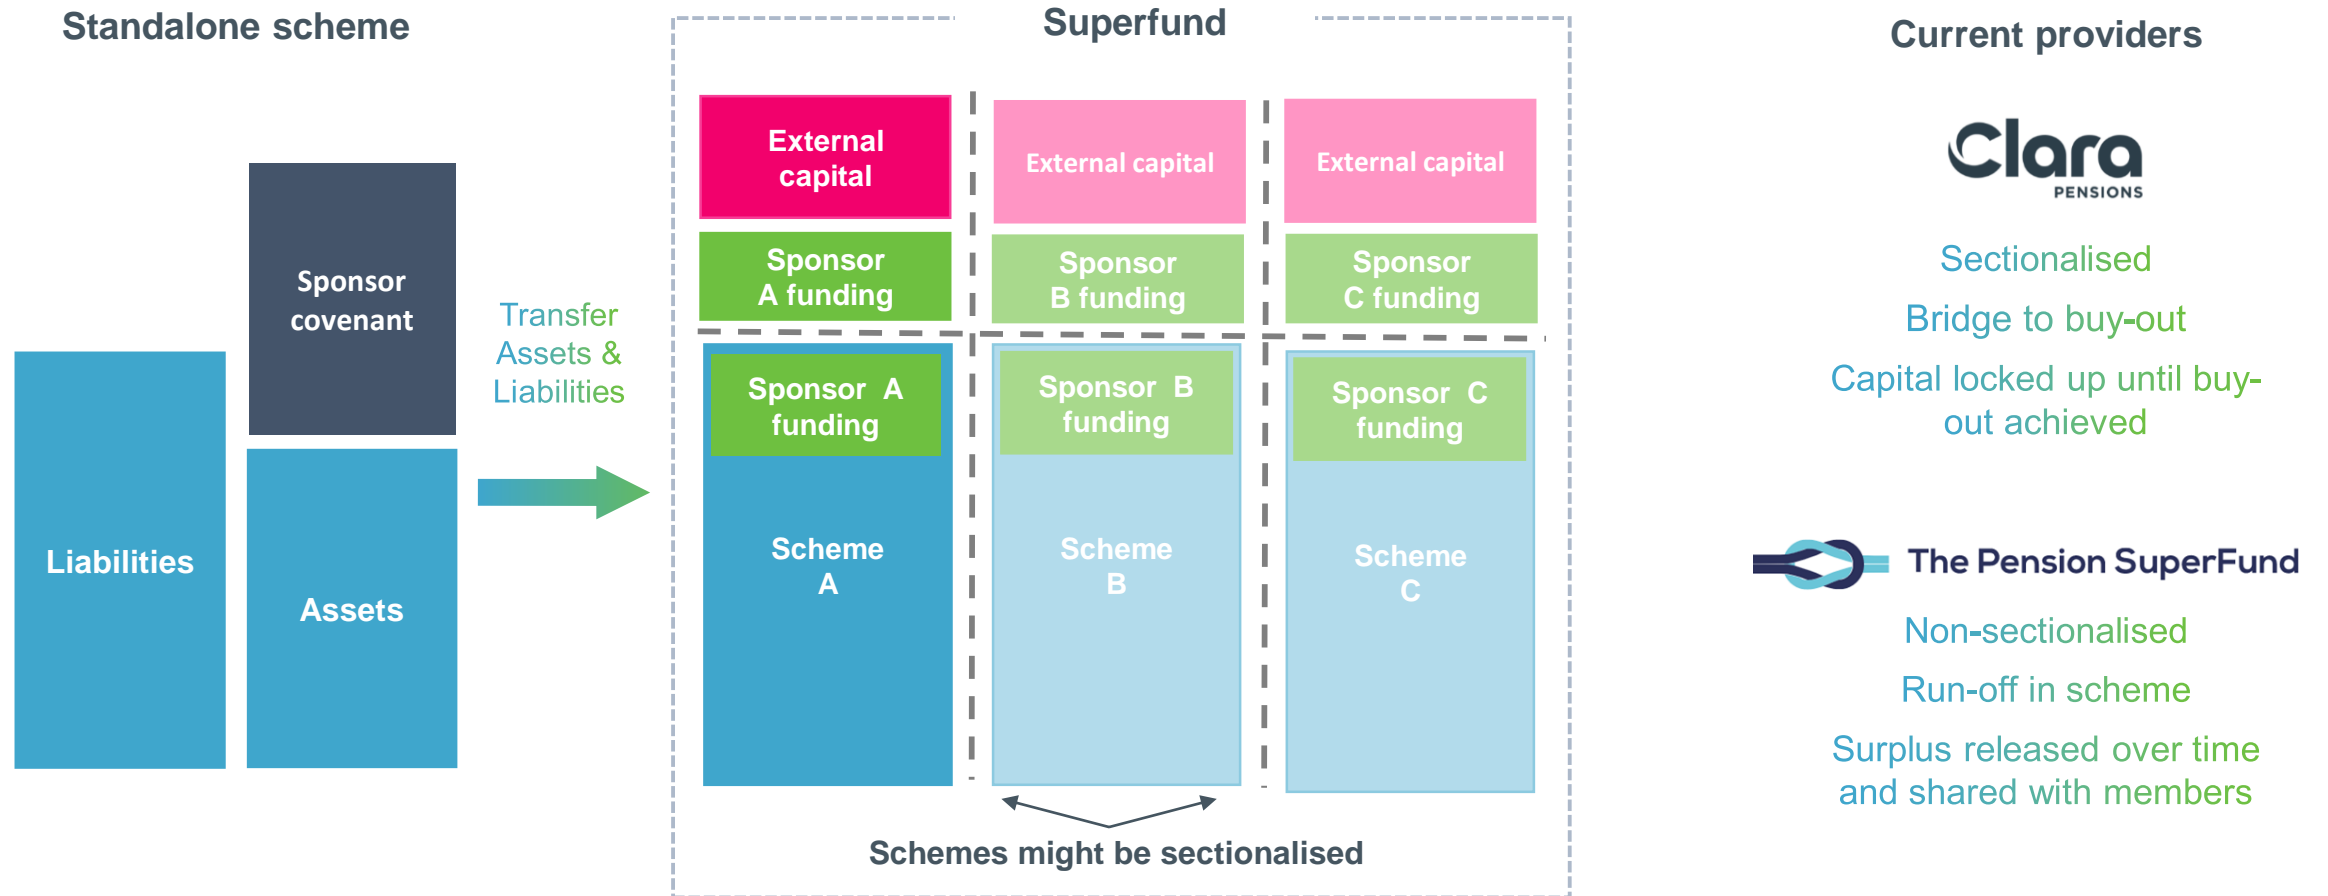 Standalone scheme
Sponsor
covenant
Liabilities
Assets
Transfer
Assets &
Liabilities
Superfund
External
capital
External capital
External capital
Sponsor
A funding
Sponsor
B funding
Sponsor
C funding
Sponsor A
funding
Sponsor B
funding
Sponsor C
funding
Scheme
A
Scheme
B
Scheme
C
Schemes might be sectionalised
Current providers
Clara
PENSIONS
Sectionalised
Bridge to buy-out
Capital locked up until buy-
out achieved
The Pension SuperFund
Non-sectionalised
Run-off in scheme
Surplus released over time
and shared with members